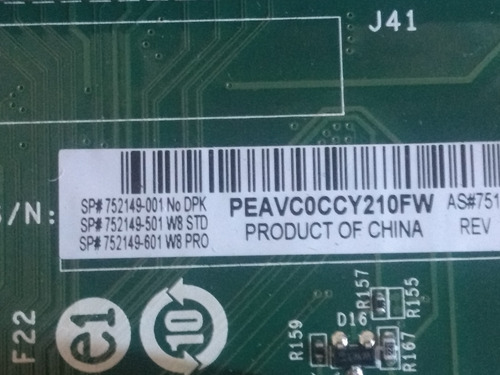 J41
S/N:
SP# 752149-001 No DPK
SP# 752149-501 W8 STD
SP# 752149-601 W8 PRO
PEAVC0CCY210FW
PRODUCT OF CHINA
AS#751
REV
F22
e1
10
R159
D16
R157
R155
R167